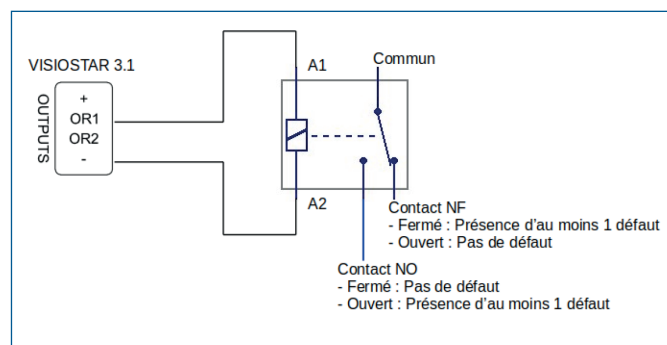 VISIOSTAR 3.1
OUTPUTS
+
OR1
OR2
-
A1
Commun
A2
Contact NF
- Fermé : Présence d'au moins 1 défaut
- Ouvert : Pas de défaut
Contact NO
- Fermé : Pas de défaut
- Ouvert : Présence d'au moins 1 défaut